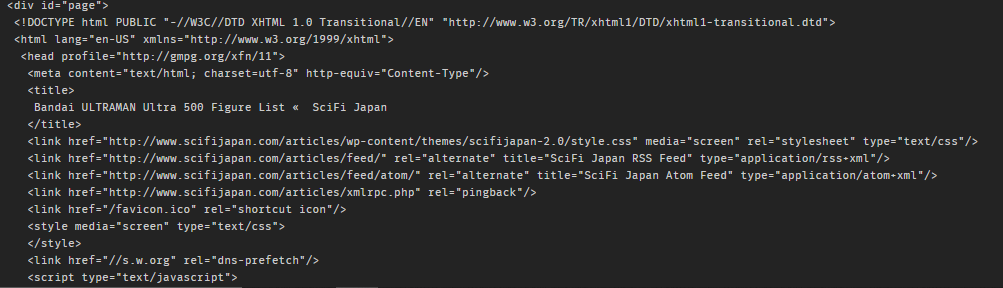 <div id="page">
<!DOCTYPE html PUBLIC "-//W3C//DTD XHTML 1.0 Transitional//EN" "http://www.w3.org/TR/xhtml1/DTD/xhtml1-transitional.dtd">
<html lang="en-US" xmlns="http://www.w3.org/1999/xhtml">
<head profile="http://gmpg.org/xfn/11">
<meta content="text/html; charset=utf-8" http-equiv="Content-Type"/>
<title>
Bandai ULTRAMAN Ultra 500 Figure List «  SciFi Japan
</title>
<link href="http://www.scifijapan.com/articles/wp-content/themes/scifijapan-2.0/style.css" media="screen" rel="stylesheet" type="text/css"/>
<link href="http://www.scifijapan.com/articles/feed/" rel="alternate" title="SciFi Japan RSS Feed" type="application/rss+xml"/>
<link href="http://www.scifijapan.com/articles/feed/atom/" rel="alternate" title="SciFi Japan Atom Feed" type="application/atom+xml"/>
<link href="http://www.scifijapan.com/articles/xmlrpc.php" rel="pingback"/>
<link href="/favicon.ico" rel="shortcut icon"/>
<style media="screen" type="text/css">
</style>
<link href="//s.w.org" rel="dns-prefetch"/>
<script type="text/javascript">